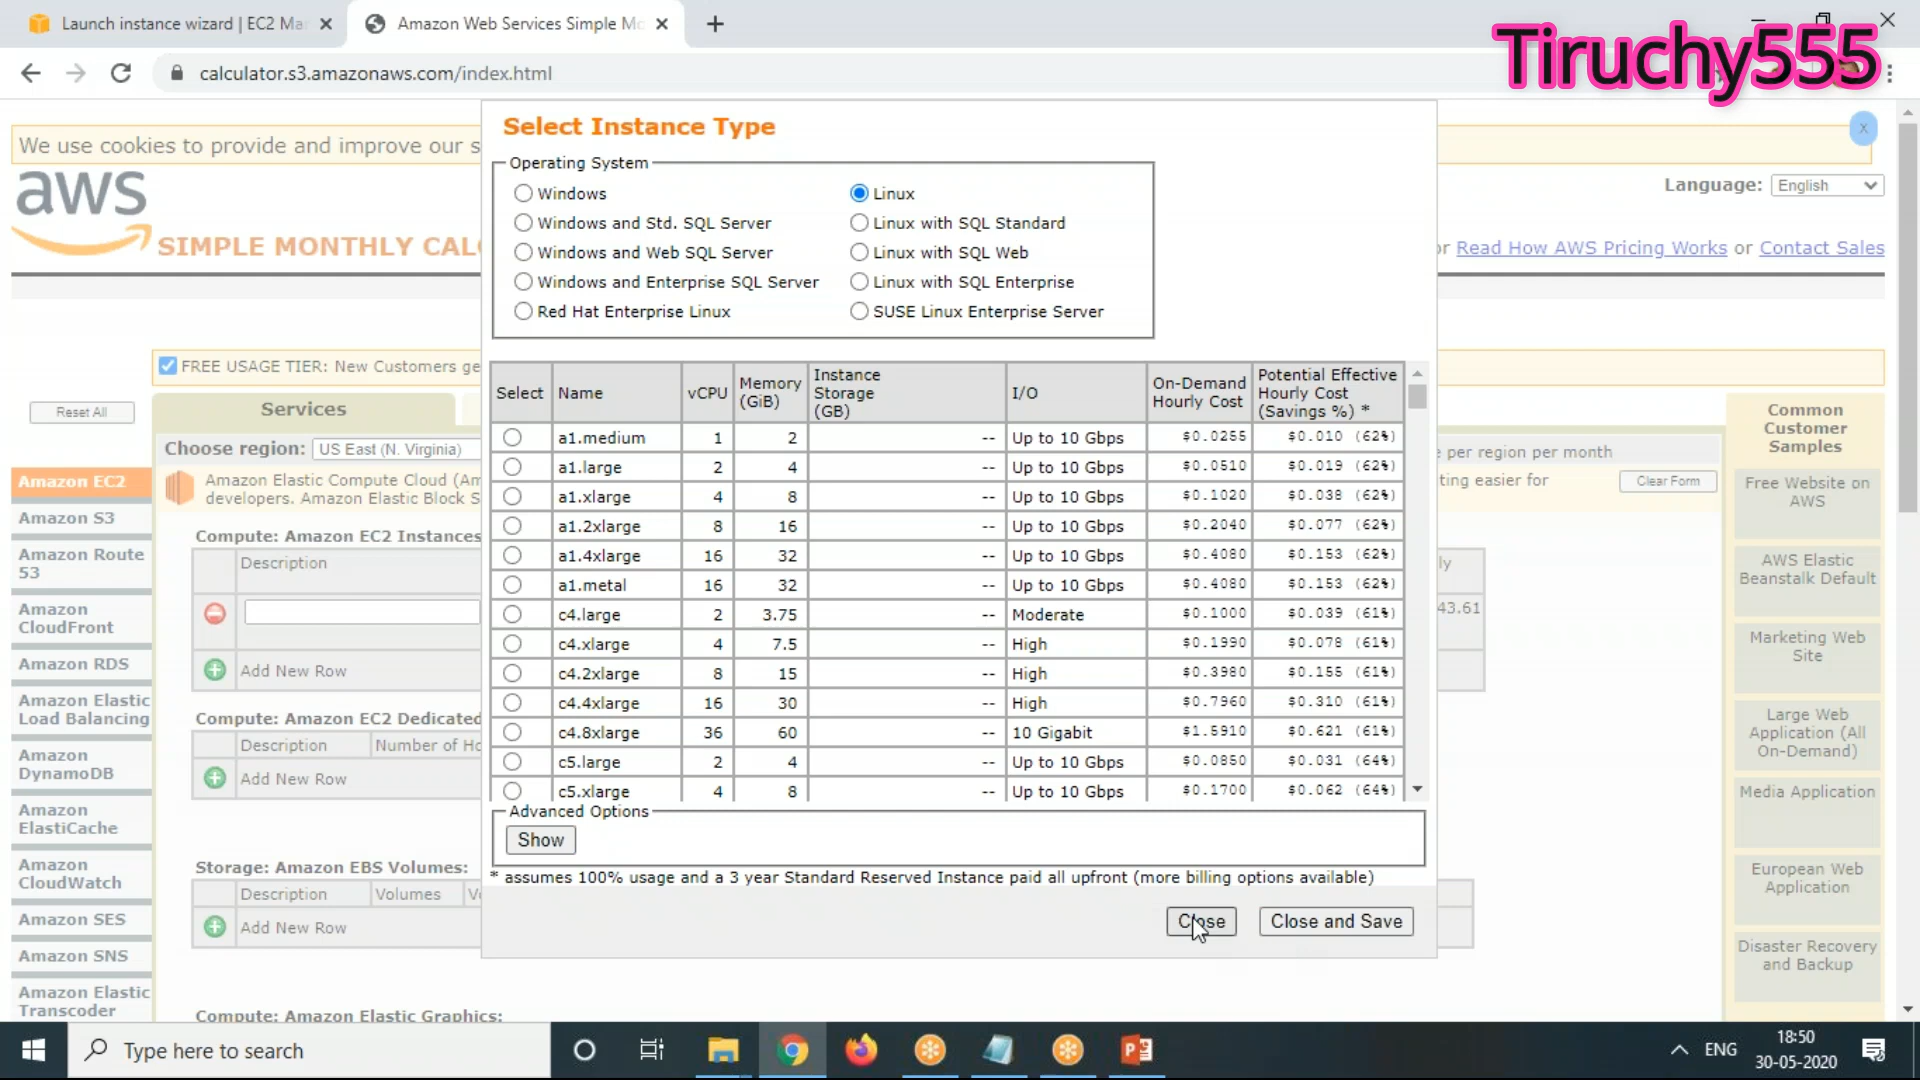 Launch instance wizard | EC2 Ma
Amazon Web Services Simple Mo
Tiruchy555
calculator.s3.amazonaws.com/index.html
We use cookies to provide and improve our s
x
aws
Language: English
SIMPLE MONTHLY CAL
or Read How AWS Pricing Works or Contact Sales
FREE USAGE TIER: New Customers ge
Reset All
Services
Choose region: US East (N. Virginia)
e per region per month
Amazon Elastic Compute Cloud (Am
ting easier for
developers. Amazon Elastic Block S
Clear Form
Amazon EC2
Amazon S3
Amazon Route
53
Amazon
CloudFront
Amazon RDS
Amazon Elastic
Load Balancing
Amazon
DynamoDB
Amazon
ElastiCache
Amazon
CloudWatch
Amazon SES
Amazon SNS
Amazon Elastic
Transcoder
Compute: Amazon EC2 Instances
Description
ly
43.61
Add New Row
Compute: Amazon EC2 Dedicated
Description Number of Ho
Add New Row
Storage: Amazon EBS Volumes:
Description Volumes V
Add New Row
Compute: Amazon Elastic Graphics:
Select Instance Type
Operating System
Windows Linux
Windows and Std. SQL Server Linux with SQL Standard
Windows and Web SQL Server Linux with SQL Web
Windows and Enterprise SQL Server Linux with SQL Enterprise
Red Hat Enterprise Linux SUSE Linux Enterprise Server
Select Name vCPU Memory (GiB) Instance Storage (GB) I/O On-Demand Hourly Cost Potential Effective Hourly Cost (Savings %) *
a1.medium 1 2 -- Up to 10 Gbps $0.0255 $0.010 (62%)
a1.large 2 4 -- Up to 10 Gbps $0.0510 $0.019 (62%)
a1.xlarge 4 8 -- Up to 10 Gbps $0.1020 $0.038 (62%)
a1.2xlarge 8 16 -- Up to 10 Gbps $0.2040 $0.077 (62%)
a1.4xlarge 16 32 -- Up to 10 Gbps $0.4080 $0.153 (62%)
a1.metal 16 32 -- Up to 10 Gbps $0.4080 $0.153 (62%)
c4.large 2 3.75 -- Moderate $0.1000 $0.039 (61%)
c4.xlarge 4 7.5 -- High $0.1990 $0.078 (61%)
c4.2xlarge 8 15 -- High $0.3980 $0.155 (61%)
c4.4xlarge 16 30 -- High $0.7960 $0.310 (61%)
c4.8xlarge 36 60 -- 10 Gigabit $1.5910 $0.621 (61%)
c5.large 2 4 -- Up to 10 Gbps $0.0850 $0.031 (64%)
c5.xlarge 4 8 -- Up to 10 Gbps $0.1700 $0.062 (64%)
Advanced Options
Show
* assumes 100% usage and a 3 year Standard Reserved Instance paid all upfront (more billing options available)
Close Close and Save
Common
Customer
Samples
Free Website on
AWS
AWS Elastic
Beanstalk Default
Marketing Web
Site
Large Web
Application (All
On-Demand)
Media Application
European Web
Application
Disaster Recovery
and Backup
Type here to search
ENG
18:50
30-05-2020